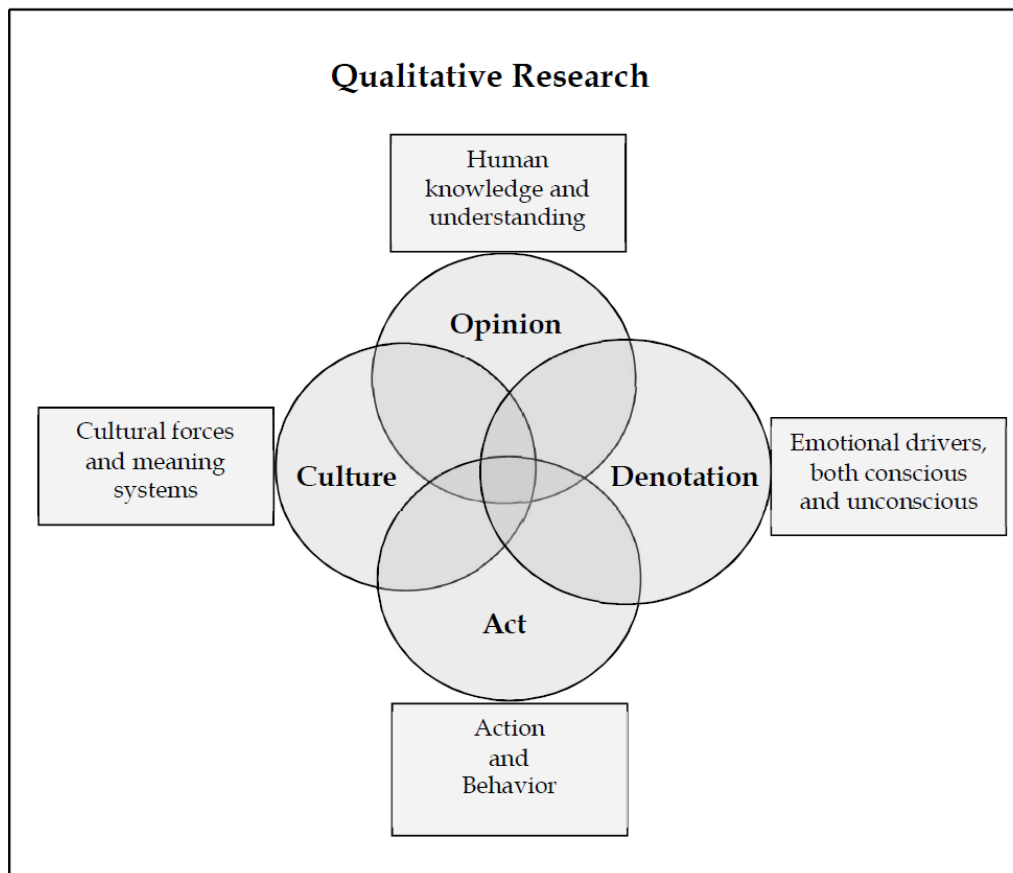 Qualitative Research
Human
knowledge and
understanding
Opinion
Cultural forces
and meaning
systems
Culture
Denotation
Emotional drivers,
both conscious
and unconscious
Act
Action
and
Behavior